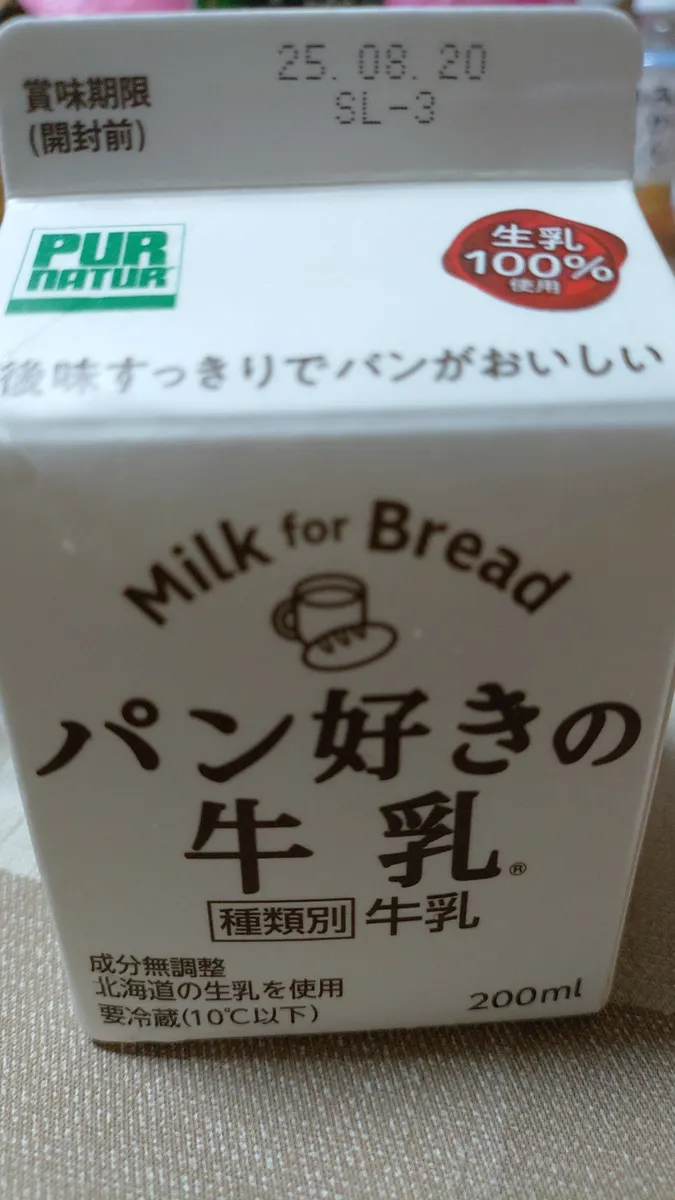 賞味期限
(開封前)
25. 08. 20
SL-3
PUR
NATUR
生乳
100%
使用
後味すっきりでパンがおいしい
Milk for Bread
パン好きの
牛乳®
種類別 牛乳
成分無調整
北海道の生乳を使用
要冷蔵(10℃以下)
200ml